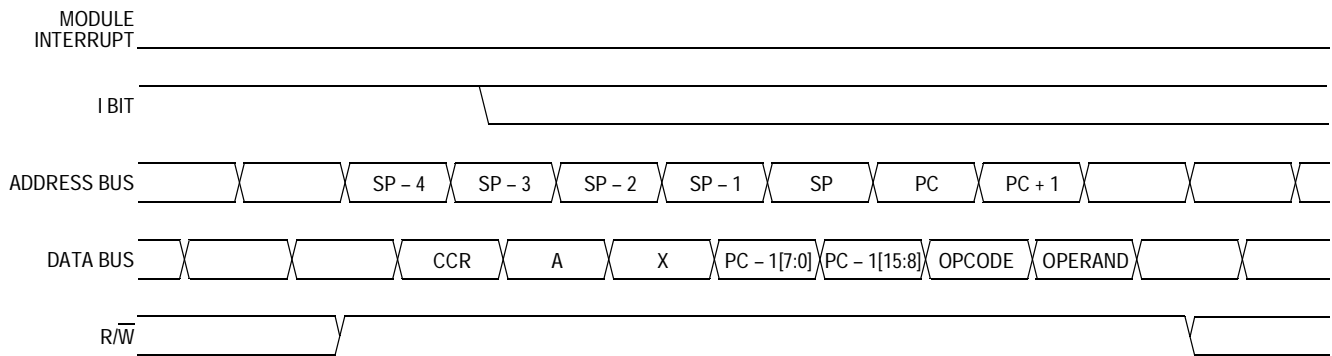 MODULE
INTERRUPT
I BIT
ADDRESS BUS SP – 4 SP – 3 SP – 2 SP – 1 SP PC PC + 1
DATA BUS CCR A X PC – 1[7:0] PC – 1[15:8] OPCODE OPERAND
R/W̅